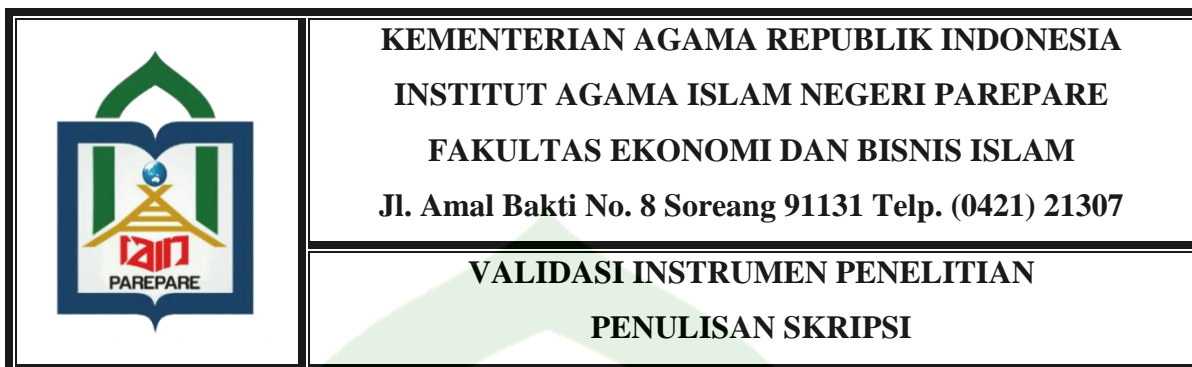 KEMENTERIAN AGAMA REPUBLIK INDONESIA
INSTITUT AGAMA ISLAM NEGERI PAREPARE
FAKULTAS EKONOMI DAN BISNIS ISLAM
Jl. Amal Bakti No. 8 Soreang 91131 Telp. (0421) 21307
VALIDASI INSTRUMEN PENELITIAN
PENULISAN SKRIPSI
IAIN
PAREPARE